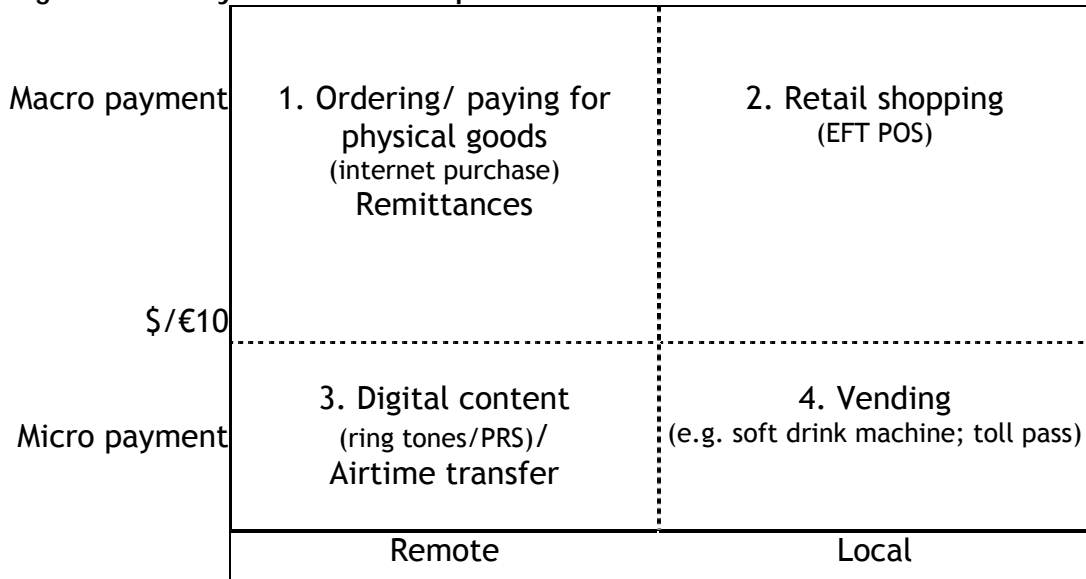 Macro payment
1. Ordering/ paying for
physical goods
(internet purchase)
Remittances
2. Retail shopping
(EFT POS)
$/€10
Micro payment
3. Digital content
(ring tones/PRS)/
Airtime transfer
4. Vending
(e.g. soft drink machine; toll pass)
Remote
Local